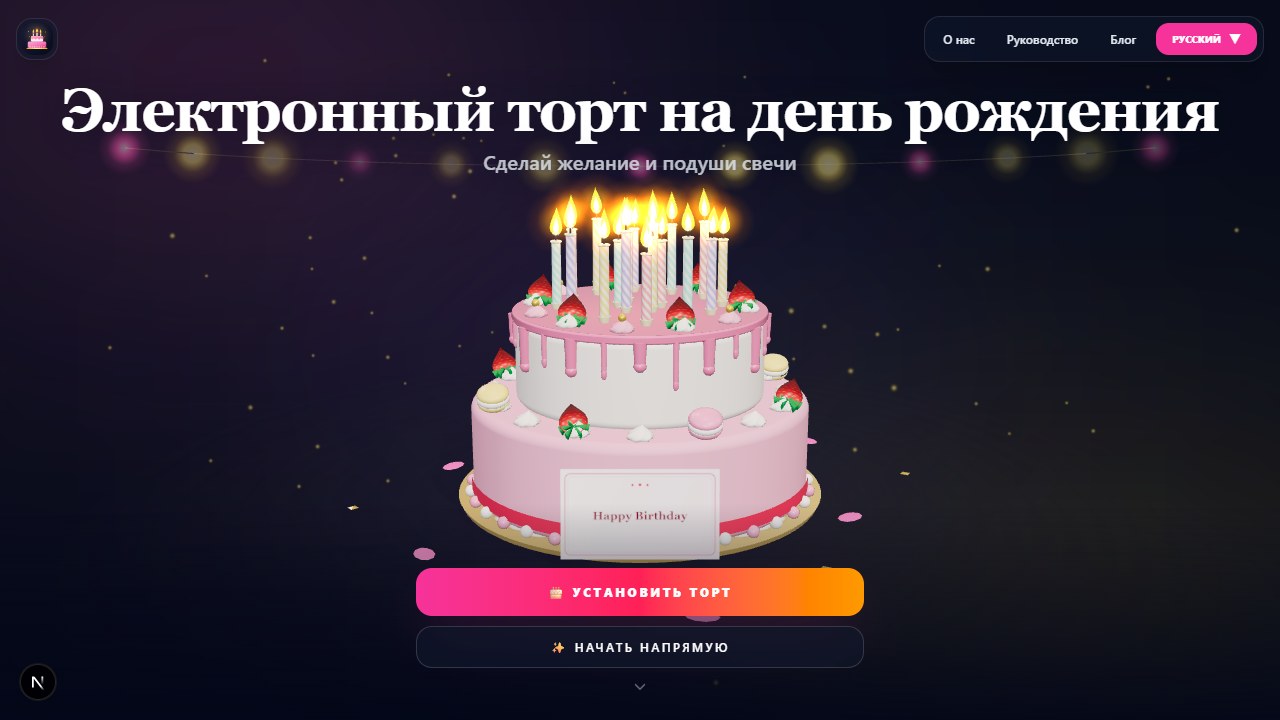 О нас
Руководство
Блог
РУССКИЙ ▼
Электронный торт на день рождения
Сделай желание и подуши свечи
Happy Birthday
🎂 УСТАНОВИТЬ ТОРТ
✨ НАЧАТЬ НАПРЯМУЮ
N